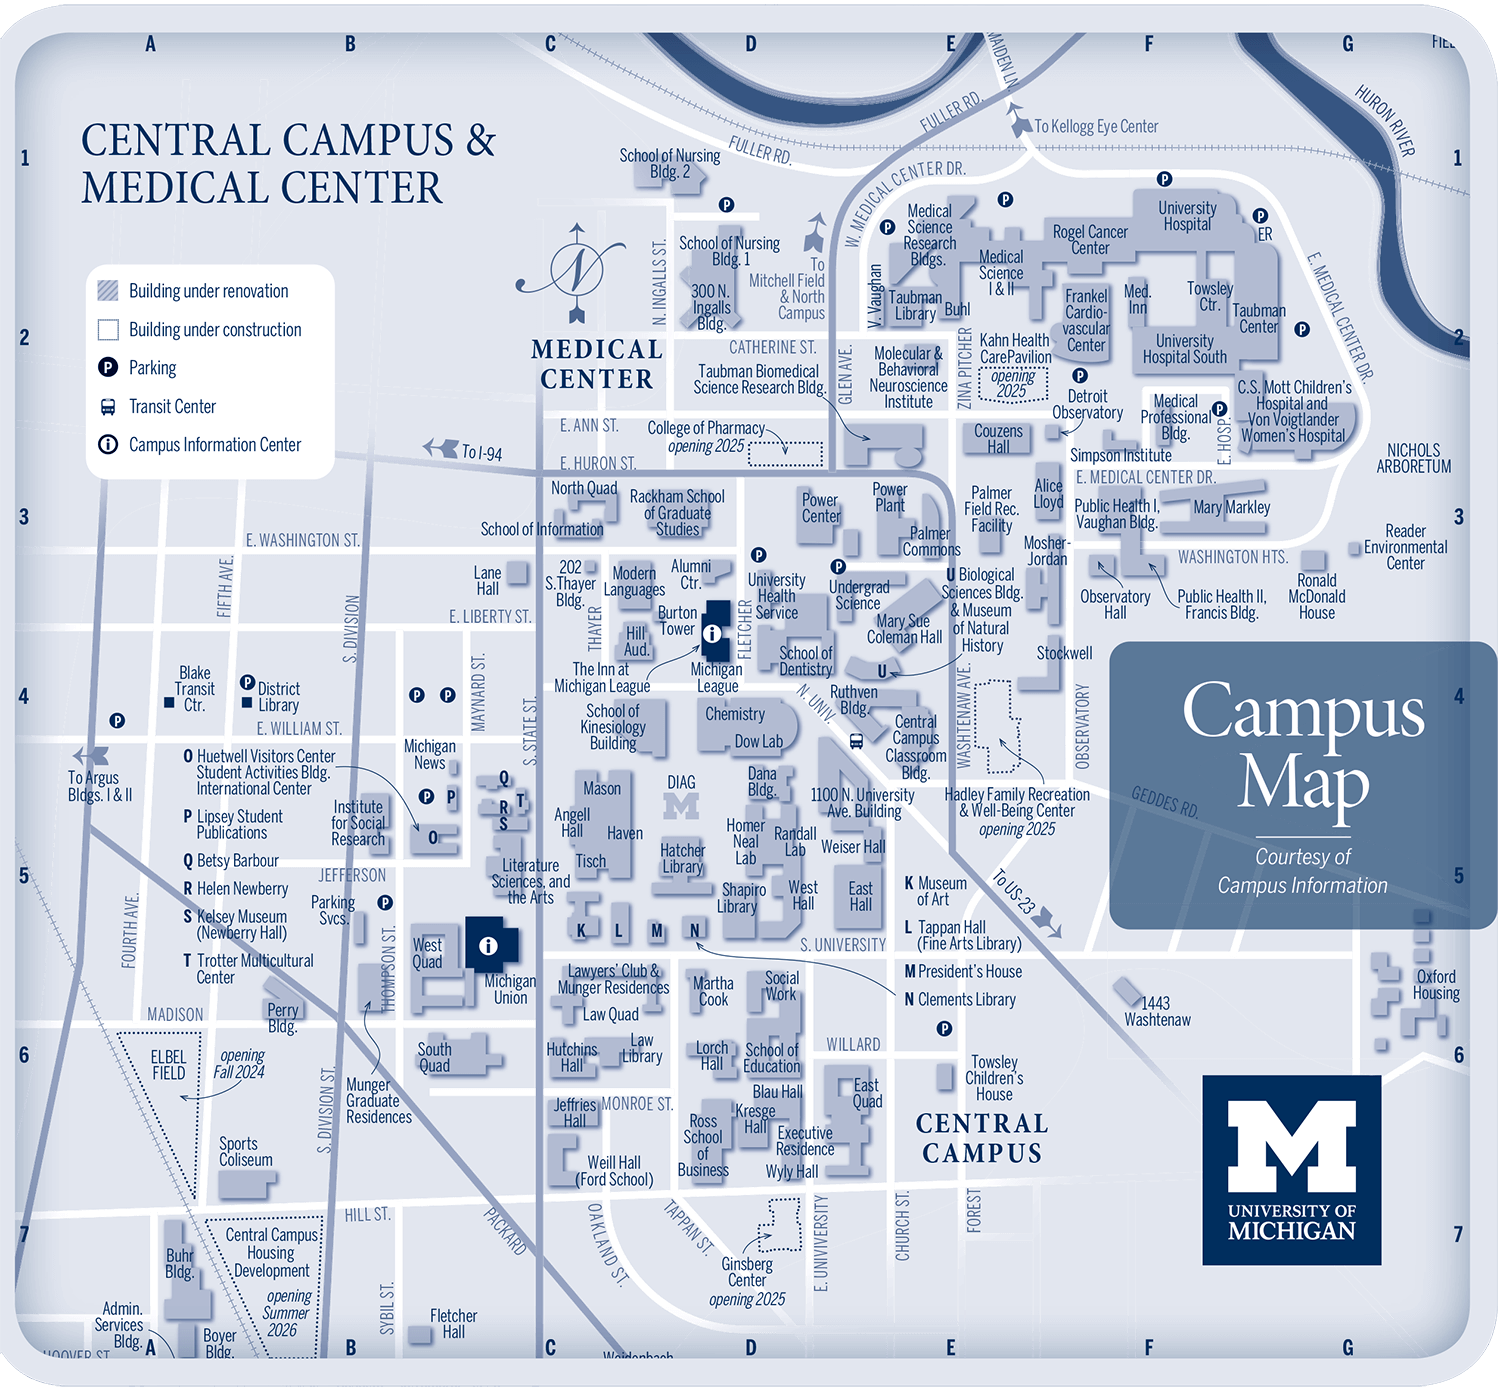 A
B
C
D
E
F
G
FIEL
CENTRAL CAMPUS &
MEDICAL CENTER
1
1
MAIDEN LN.
FULLER RD.
FULLER RD.
To Kellogg Eye Center
HURON RIVER
School of Nursing
Bldg. 2
P
W. MEDICAL CENTER DR.
P
P
P
P
ER
Medical
Science
Research
Bldgs.
University
Hospital
Rogel Cancer
Center
Medical
Science
I & II
N
N. INGALLS ST.
School of Nursing
Bldg. 1
300 N.
Ingalls
Bldg.
To
Mitchell Field
& North
Campus
V. Vaughan
Taubman
Library
Buhl
Frankel
Cardio-
vascular
Center
Med.
Inn
Towsley
Ctr.
Taubman
Center
P
E. MEDICAL CENTER DR.
Building under renovation
Building under construction
P
Parking
Transit Center
i
Campus Information Center
2
2
MEDICAL
CENTER
CATHERINE ST.
Taubman Biomedical
Science Research Bldg.
GLEN AVE.
Molecular &
Behavioral
Neuroscience
Institute
ZINA PITCHER
Kahn Health
CarePavilion
opening
2025
University
Hospital South
P
Detroit
Observatory
Medical
Professional
Bldg.
P
E. HOSP.
C.S. Mott Children's
Hospital and
Von Voigtlander
Women's Hospital
E. ANN ST.
College of Pharmacy
opening 2025
Couzens
Hall
Simpson Institute
NICHOLS
ARBORETUM
To I-94
E. HURON ST.
E. MEDICAL CENTER DR.
North Quad
School of Information
Rackham School
of Graduate
Studies
Power
Center
Power
Plant
Palmer
Commons
Palmer
Field Rec.
Facility
Alice
Lloyd
Public Health I,
Vaughan Bldg.
Mary Markley
3
3
E. WASHINGTON ST.
FIFTH AVE.
S. DIVISION
Lane
Hall
202
S.Thayer
Bldg.
Modern
Languages
Alumni
Ctr.
P
P
University
Health
Service
Undergrad
Science
Mosher-
Jordan
WASHINGTON HTS.
Reader
Environmental
Center
Ronald
McDonald
House
Observatory
Hall
Public Health II,
Francis Bldg.
E. LIBERTY ST.
THAYER
Burton
Tower
Hill
Aud.
i
FLETCHER
The Inn at
Michigan League
Michigan
League
School of
Dentistry
Mary Sue
Coleman Hall
U Biological
Sciences Bldg.
& Museum
of Natural
History
U
Stockwell
4
4
Blake
Transit
Ctr.
P
District
Library
P
P
P
MAYNARD ST.
S. STATE ST.
E. WILLIAM ST.
School of
Kinesiology
Building
Chemistry
Dow Lab
N. UNIV.
Ruthven
Bldg.
Central
Campus
Classroom
Bldg.
WASHTENAW AVE.
OBSERVATORY
Campus
Map
Courtesy of
Campus Information
To Argus
Bldgs. I & II
O Huetwell Visitors Center
Student Activities Bldg.
International Center
P Lipsey Student
Publications
Q Betsy Barbour
R Helen Newberry
S Kelsey Museum
(Newberry Hall)
T Trotter Multicultural
Center
Michigan
News
P
P
Q
R
T
S
O
Institute
for Social
Research
Mason
Angell
Hall
Haven
Tisch
DIAG
M
Hatcher
Library
Dana
Bldg.
Homer
Neal
Lab
Randall
Lab
1100 N. University
Ave. Building
Weiser Hall
Hadley Family Recreation
& Well-Being Center
opening 2025
GEDDES RD.
5
5
JEFFERSON
Literature
Sciences, and
the Arts
Shapiro
Library
West
Hall
East
Hall
K Museum
of Art
L Tappan Hall
(Fine Arts Library)
M President's House
N Clements Library
To US-23
FOURTH AVE.
Parking
Svcs.
P
THOMPSON ST.
West
Quad
i
Michigan
Union
K
L
M
N
S. UNIVERSITY
Lawyers' Club &
Munger Residences
Law Quad
Martha
Cook
Social
Work
Oxford
Housing
1443
Washtenaw
MADISON
Perry
Bldg.
P
6
6
ELBEL
FIELD
opening
Fall 2024
S. DIVISION ST.
Munger
Graduate
Residences
South
Quad
Hutchins
Hall
Law
Library
Lorch
Hall
School of
Education
WILLARD
Towsley
Children's
House
Blau Hall
East
Quad
Jeffries
Hall
MONROE ST.
Ross
School
of
Business
Kresge
Hall
Executive
Residence
Wyly Hall
CENTRAL
CAMPUS
Sports
Coliseum
Weill Hall
(Ford School)
M
UNIVERSITY OF
MICHIGAN
7
7
HILL ST.
PACKARD
OAKLAND ST.
TAPPAN ST.
E. UNIVERSITY
CHURCH ST.
FOREST
Buhr
Bldg.
Central Campus
Housing
Development
opening
Summer
2026
Ginsberg
Center
opening 2025
SYBIL ST.
Fletcher
Hall
Admin.
Services
Bldg.
Boyer
Bldg.
HOOVER ST.
Weidenbach
A
B
C
D
E
F
G